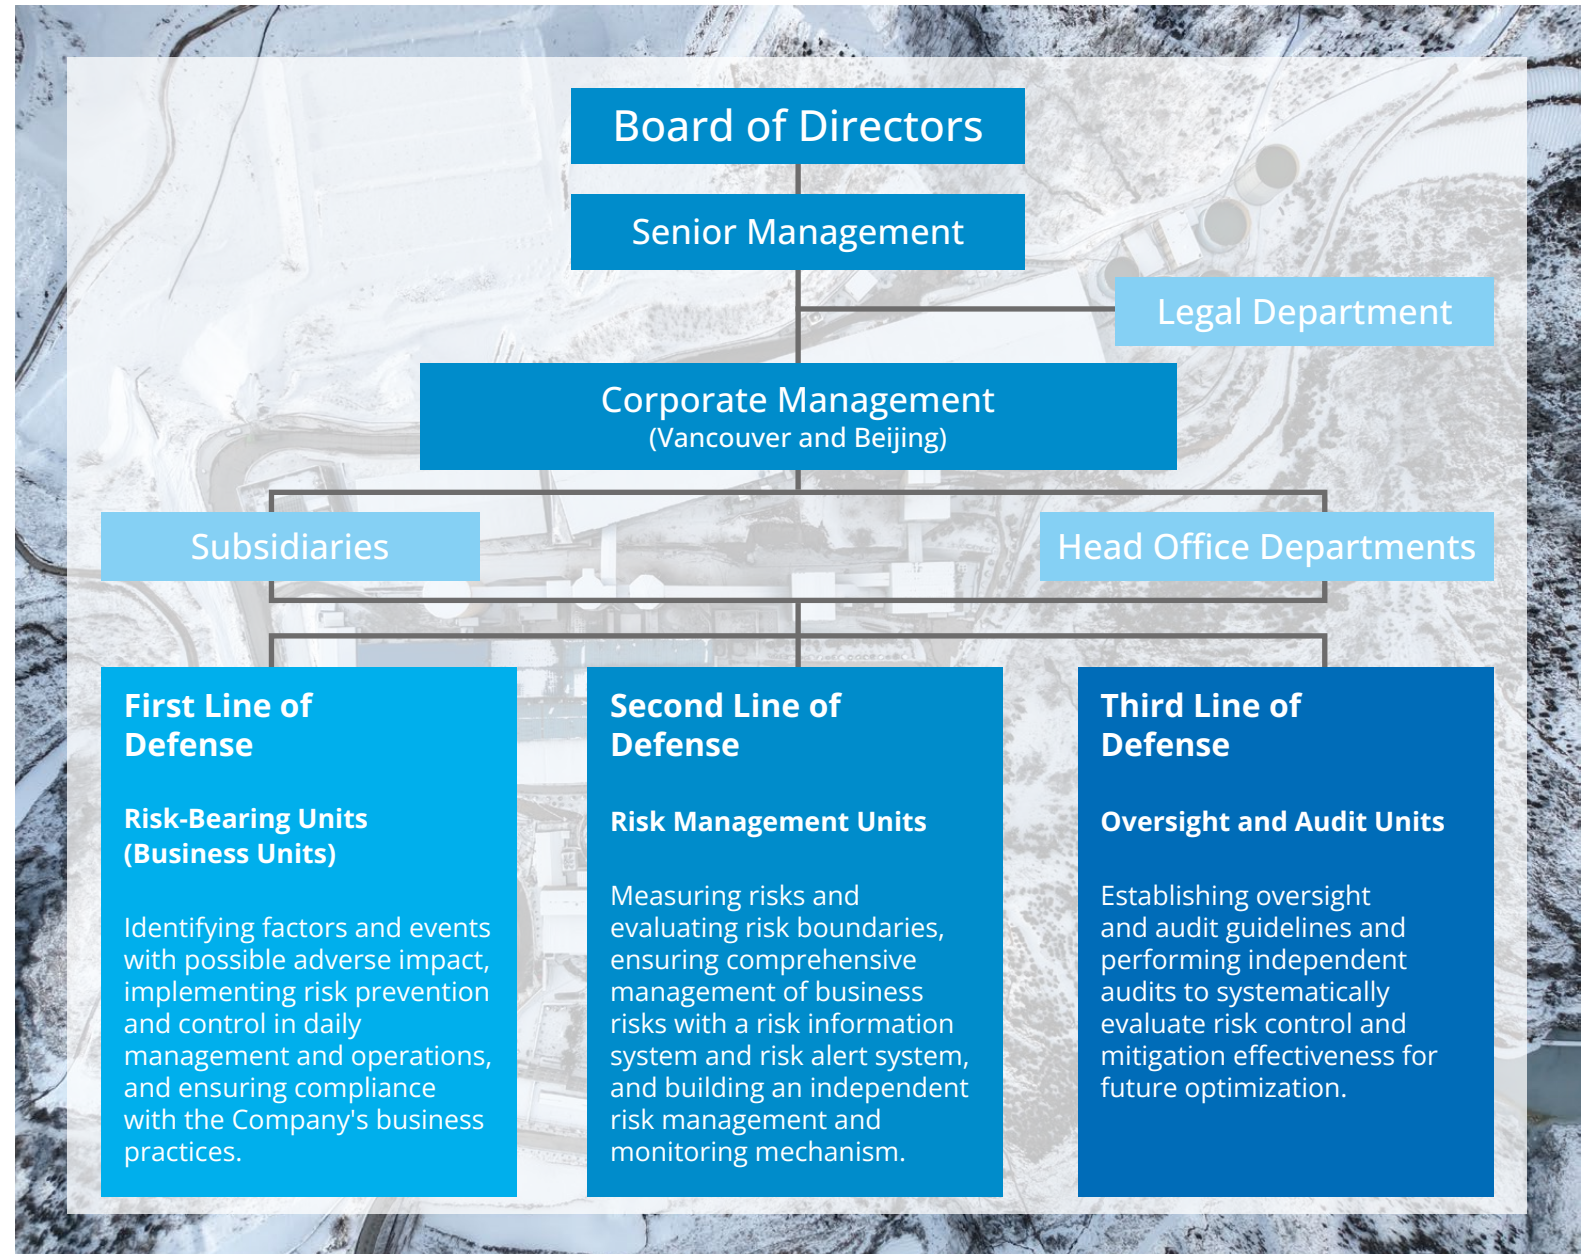 Board of Directors
Senior Management
Legal Department
Corporate Management
(Vancouver and Beijing)
Subsidiaries
Head Office Departments
First Line of
Defense
Risk-Bearing Units
(Business Units)
Identifying factors and events
with possible adverse impact,
implementing risk prevention
and control in daily
management and operations,
and ensuring compliance
with the Company's business
practices.
Second Line of
Defense
Risk Management Units
Measuring risks and
evaluating risk boundaries,
ensuring comprehensive
management of business
risks with a risk information
system and risk alert system,
and building an independent
risk management and
monitoring mechanism.
Third Line of
Defense
Oversight and Audit Units
Establishing oversight
and audit guidelines and
performing independent
audits to systematically
evaluate risk control and
mitigation effectiveness for
future optimization.